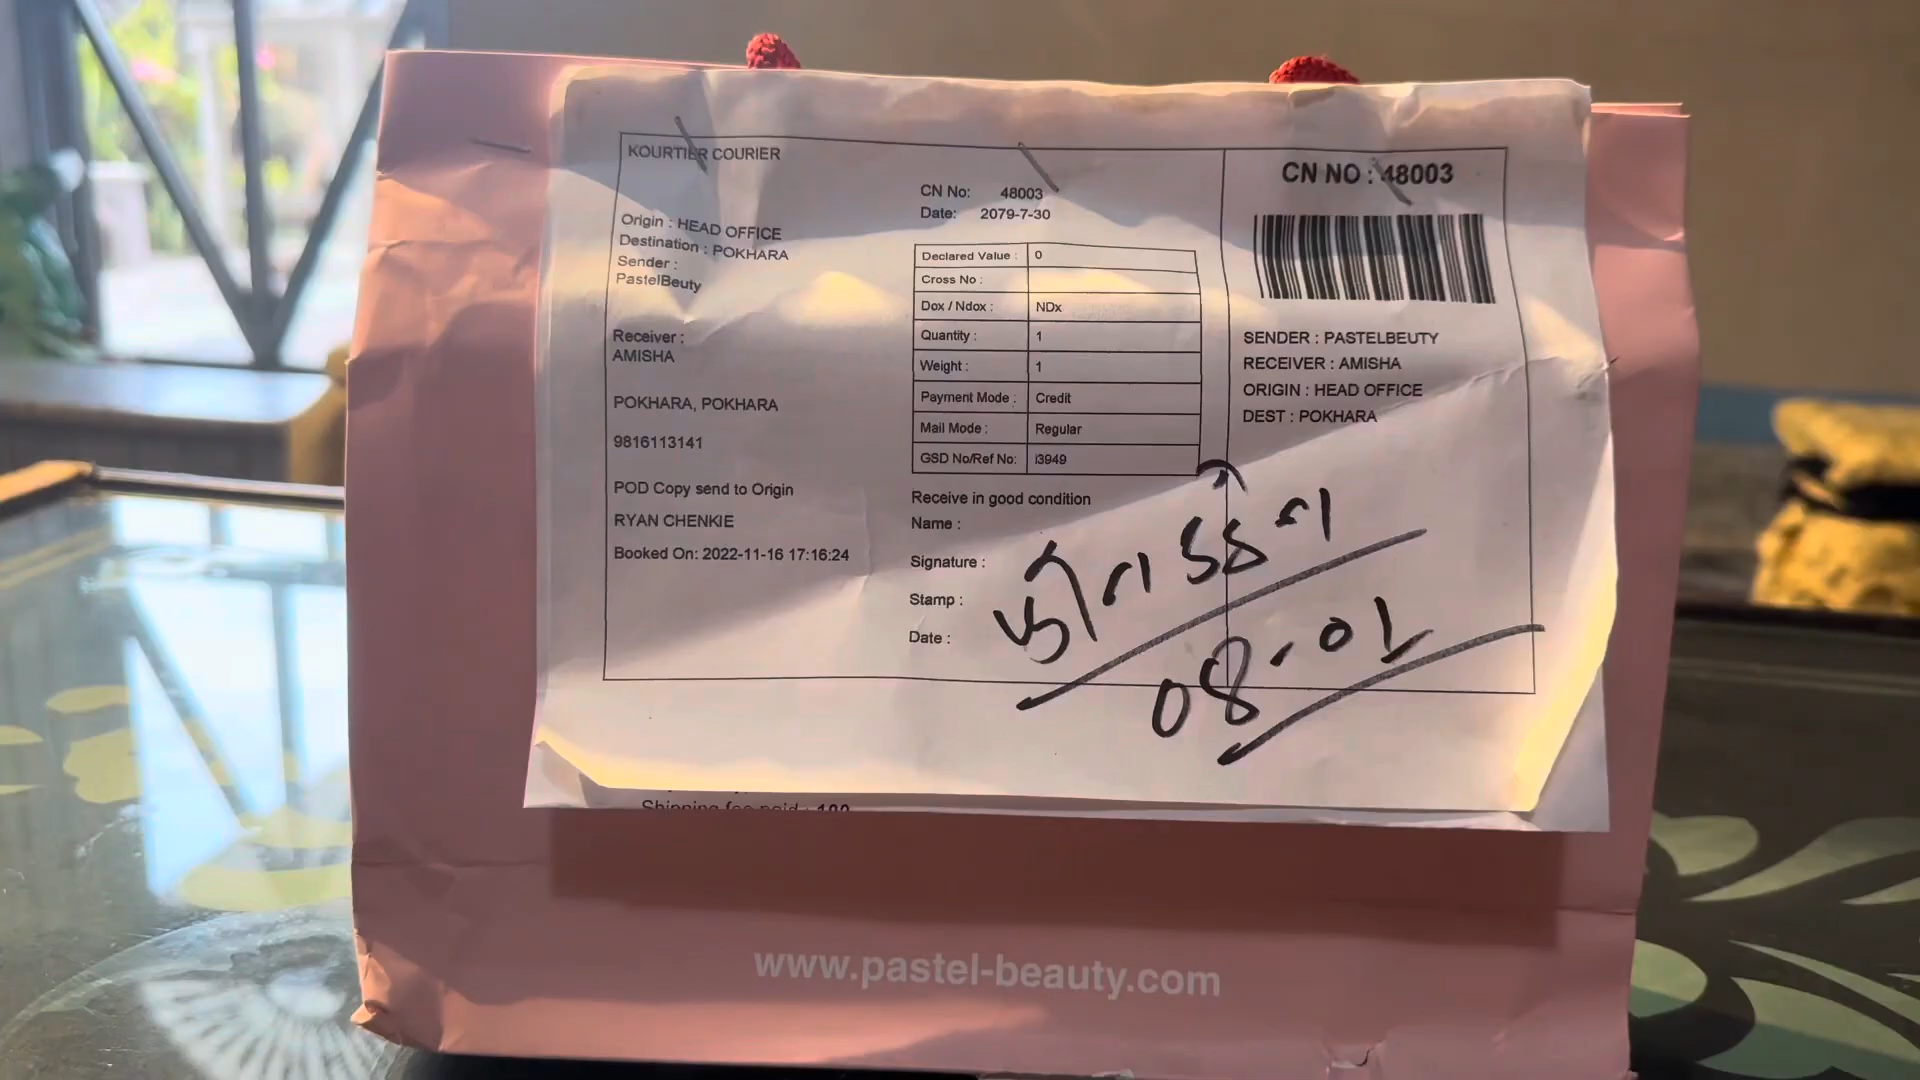 KOURTIER COURIER
Origin : HEAD OFFICE
Destination : POKHARA
Sender :
PastelBeuty
Receiver :
AMISHA
POKHARA, POKHARA
9816113141
POD Copy send to Origin
RYAN CHENKIE
Booked On: 2022-11-16 17:16:24
CN No: 48003
Date: 2079-7-30
Declared Value : 0
Cross No :
Dox / Ndox : NDx
Quantity : 1
Weight : 1
Payment Mode : Credit
Mail Mode : Regular
GSD No/Ref No: I3949
Receive in good condition
Name :
Signature :
Stamp :
Date :
08-01
CN NO : 48003
SENDER : PASTELBEUTY
RECEIVER : AMISHA
ORIGIN : HEAD OFFICE
DEST : POKHARA
Shipping fee paid : 100
www.pastel-beauty.com